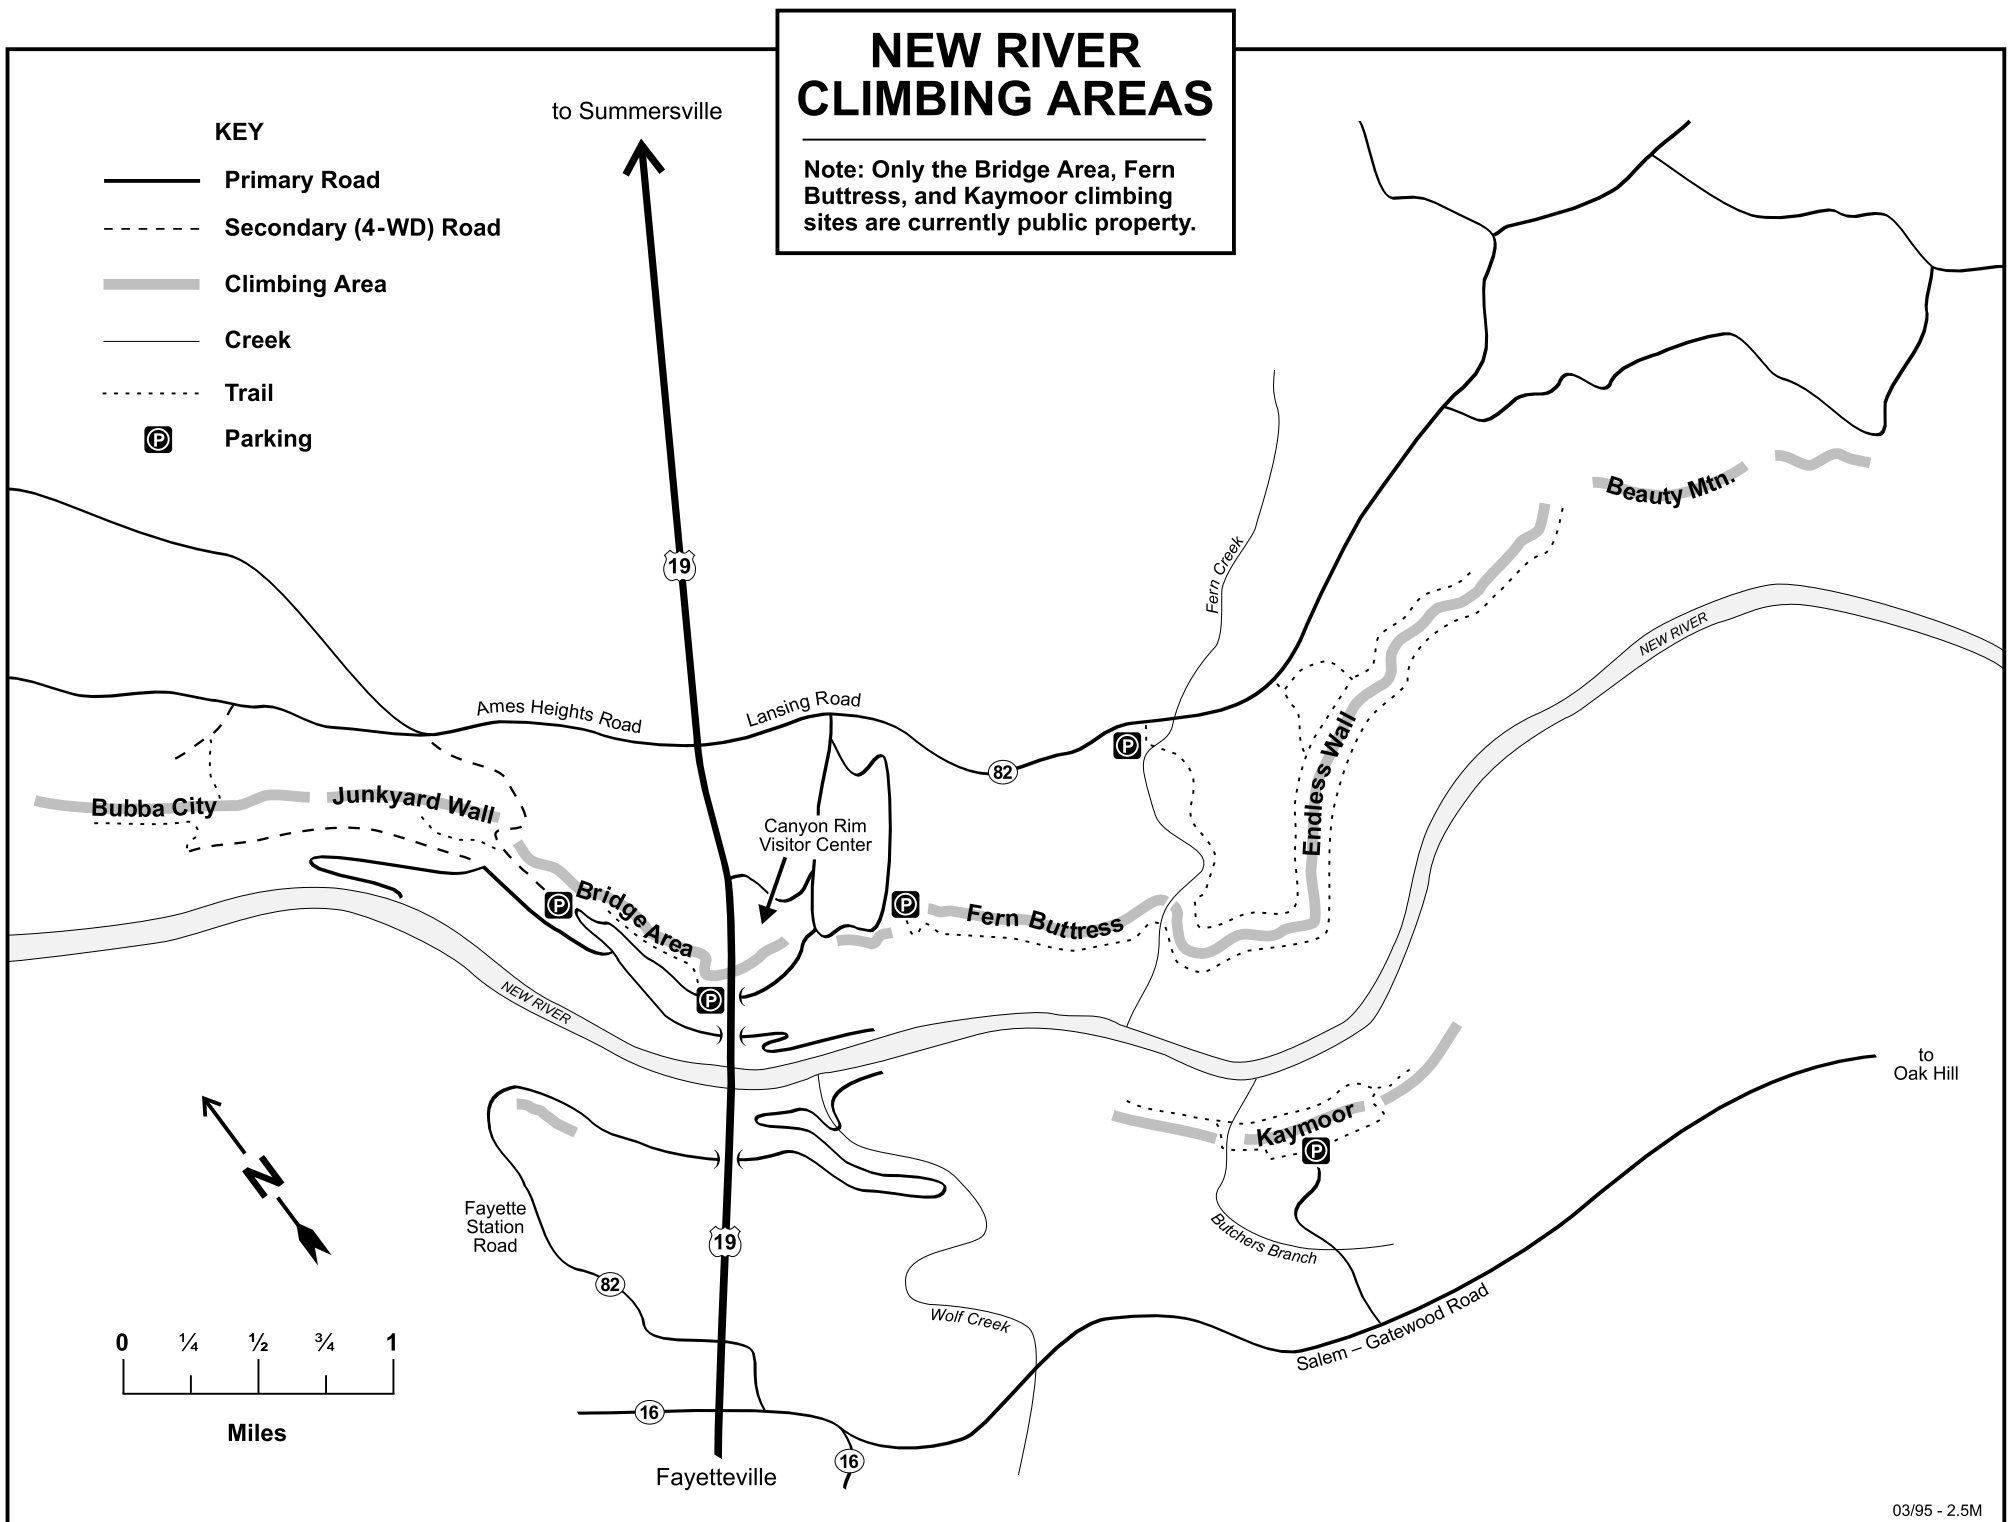 NEW RIVER
CLIMBING AREAS
Note: Only the Bridge Area, Fern
Buttress, and Kaymoor climbing
sites are currently public property.
to Summersville
KEY
Primary Road
Secondary (4-WD) Road
Climbing Area
Creek
Trail
P
Parking
19
Fern Creek
Beauty Mtn.
NEW RIVER
Ames Heights Road
Lansing Road
82
P
Endless Wall
Bubba City
Junkyard Wall
Canyon Rim
Visitor Center
P
Bridge Area
P
Fern Buttress
P
NEW RIVER
to
Oak Hill
Kaymoor
P
N
Fayette
Station
Road
19
Butchers Branch
82
Wolf Creek
Salem – Gatewood Road
0 ¼ ½ ¾ 1
Miles
16
16
Fayetteville
03/95 - 2.5M